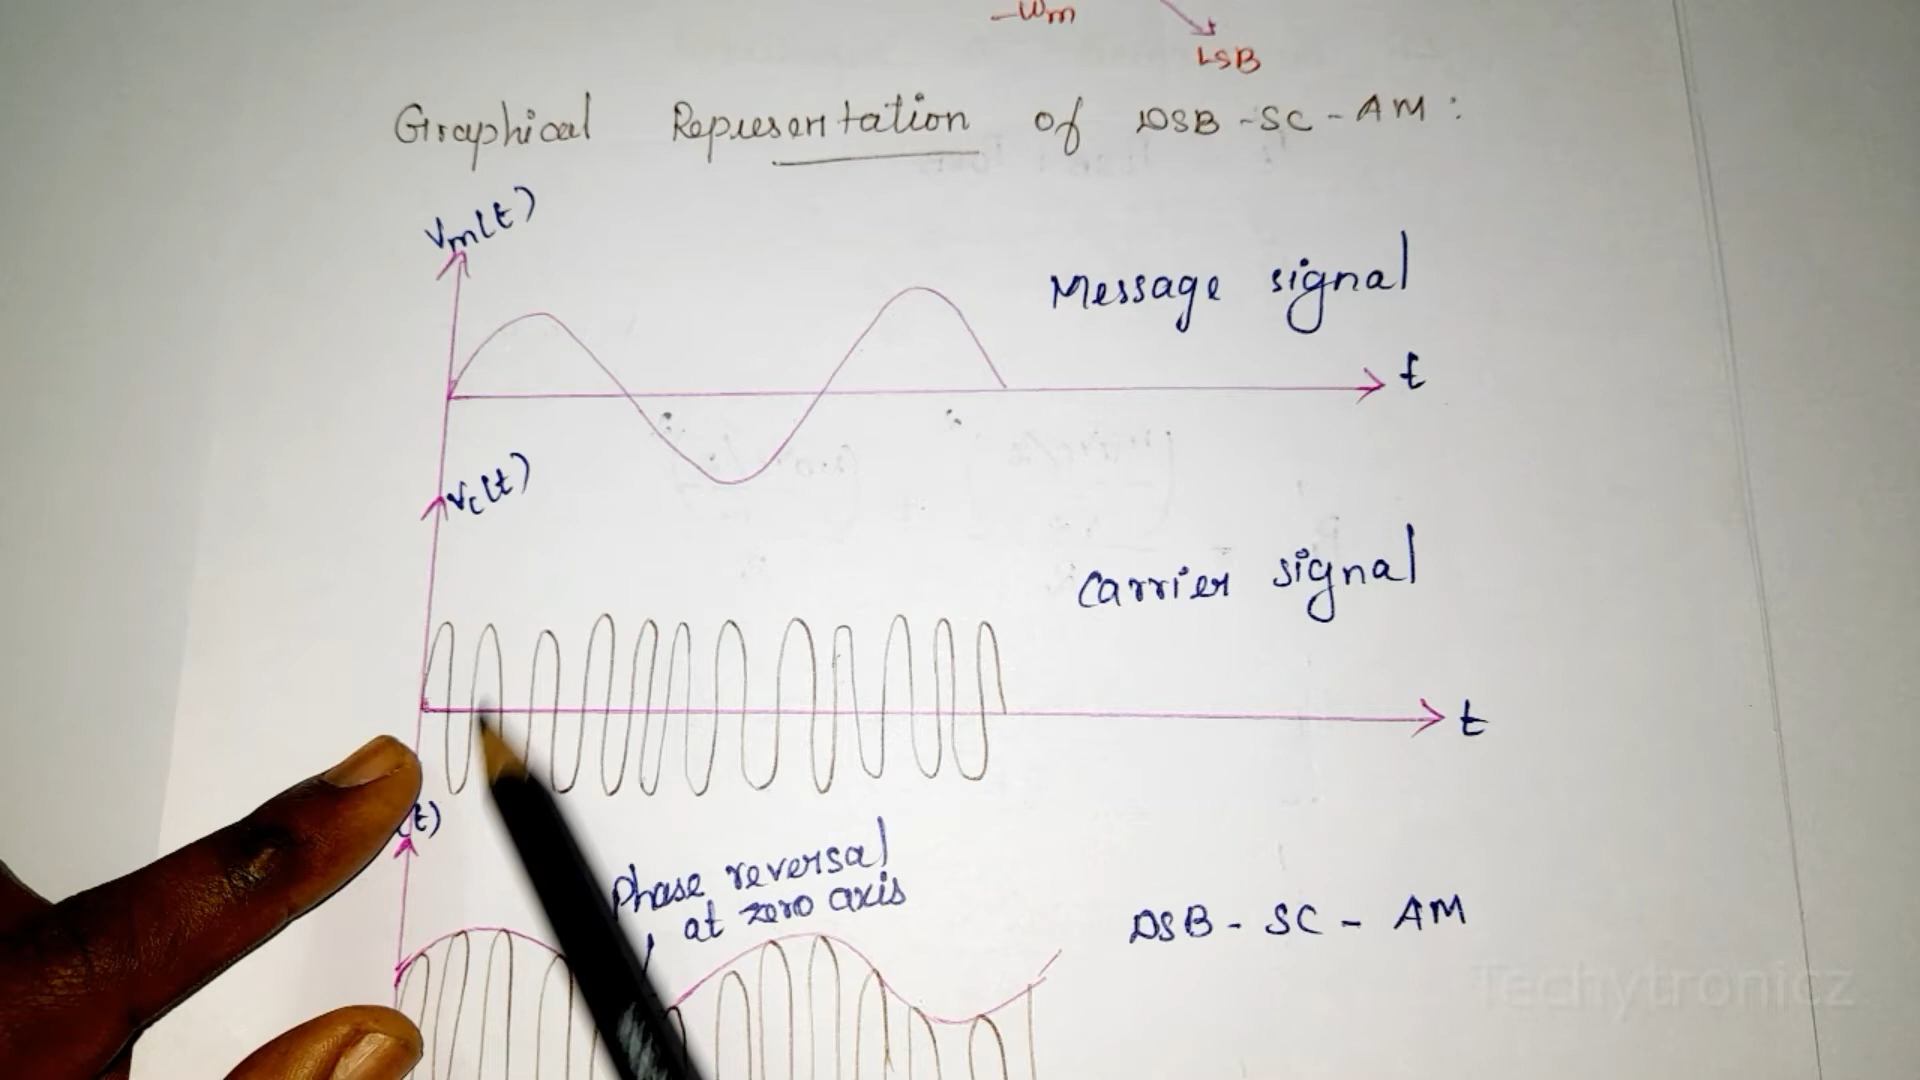 -ωm
LSB
Graphical Representation of DSB-SC-AM:
Vm(t)
Message signal
t
Vc(t)
Carrier signal
t
(t)
Phase reversal
at zero axis
DSB-SC-AM
Techytronicz